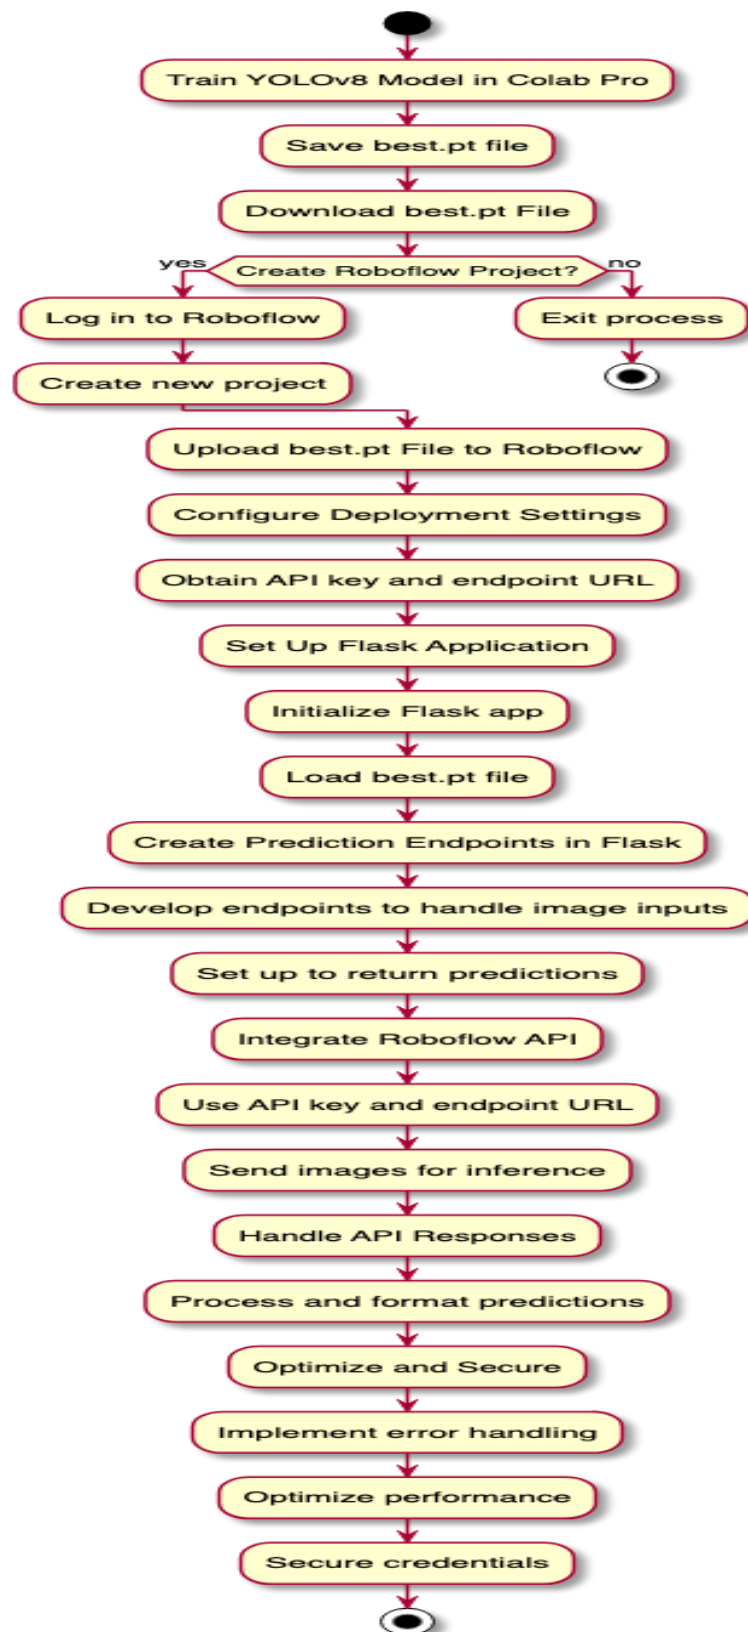 Train YOLOv8 Model in Colab Pro
Save best.pt file
Download best.pt File
yes
Create Roboflow Project?
no
Log in to Roboflow
Exit process
Create new project
Upload best.pt File to Roboflow
Configure Deployment Settings
Obtain API key and endpoint URL
Set Up Flask Application
Initialize Flask app
Load best.pt file
Create Prediction Endpoints in Flask
Develop endpoints to handle image inputs
Set up to return predictions
Integrate Roboflow API
Use API key and endpoint URL
Send images for inference
Handle API Responses
Process and format predictions
Optimize and Secure
Implement error handling
Optimize performance
Secure credentials